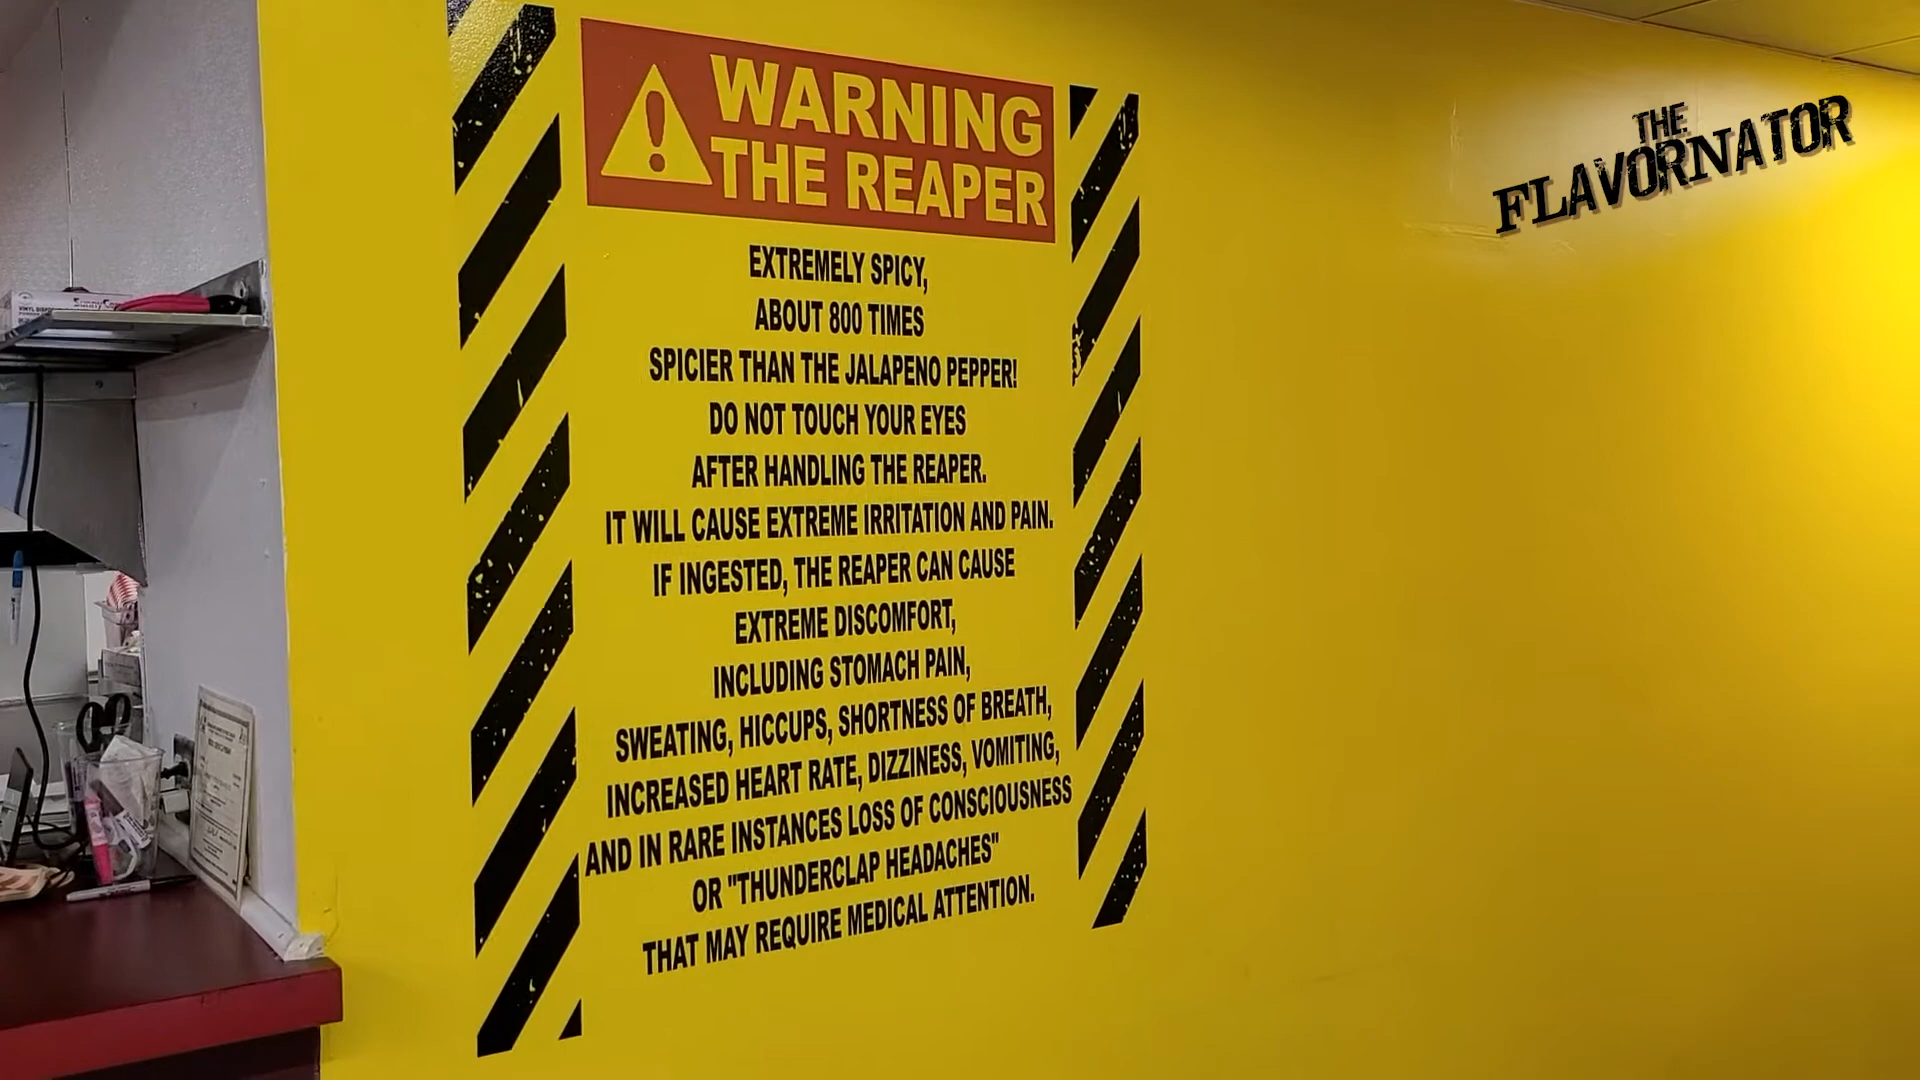 WARNING
THE REAPER
EXTREMELY SPICY,
ABOUT 800 TIMES
SPICIER THAN THE JALAPENO PEPPER!
DO NOT TOUCH YOUR EYES
AFTER HANDLING THE REAPER.
IT WILL CAUSE EXTREME IRRITATION AND PAIN.
IF INGESTED, THE REAPER CAN CAUSE
EXTREME DISCOMFORT,
INCLUDING STOMACH PAIN,
SWEATING, HICCUPS, SHORTNESS OF BREATH,
INCREASED HEART RATE, DIZZINESS, VOMITING,
AND IN RARE INSTANCES LOSS OF CONSCIOUSNESS
OR "THUNDERCLAP HEADACHES"
THAT MAY REQUIRE MEDICAL ATTENTION.
THE
FLAVORNATOR